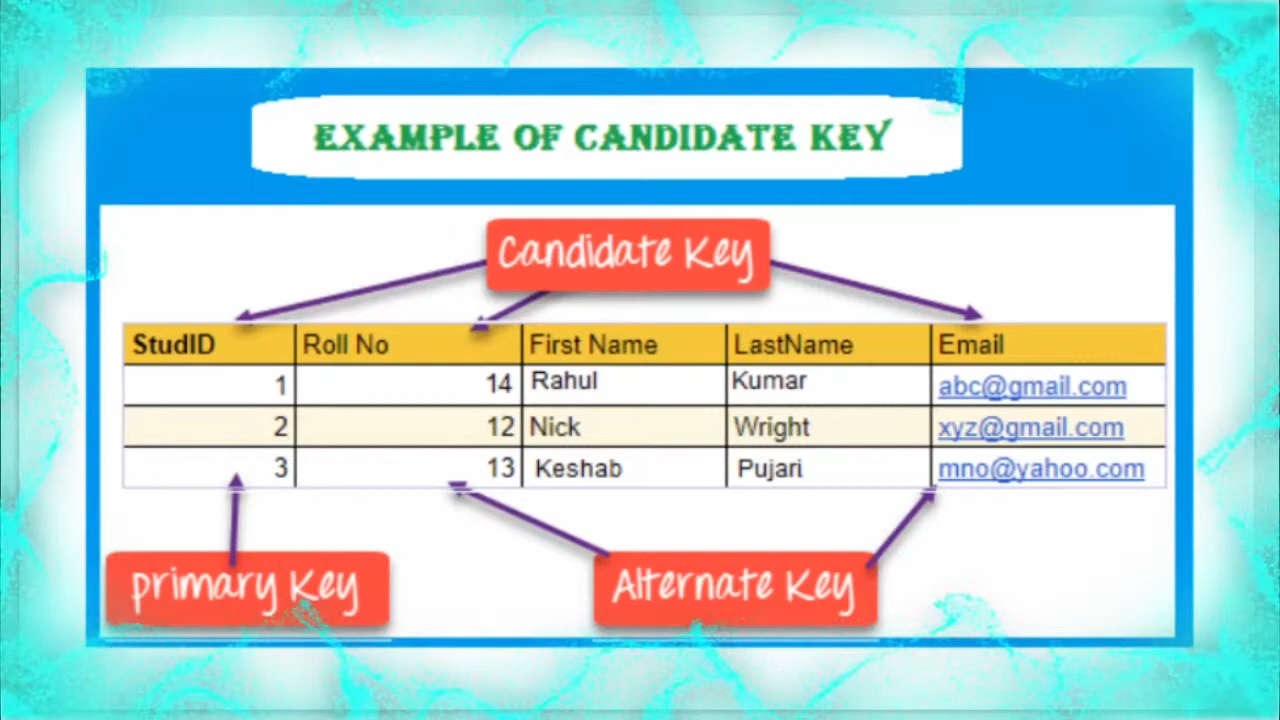 EXAMPLE OF CANDIDATE KEY
Candidate Key
StudID Roll No First Name LastName Email
1 14 Rahul Kumar abc@gmail.com
2 12 Nick Wright xyz@gmail.com
3 13 Keshab Pujari mno@yahoo.com
primary Key Alternate Key